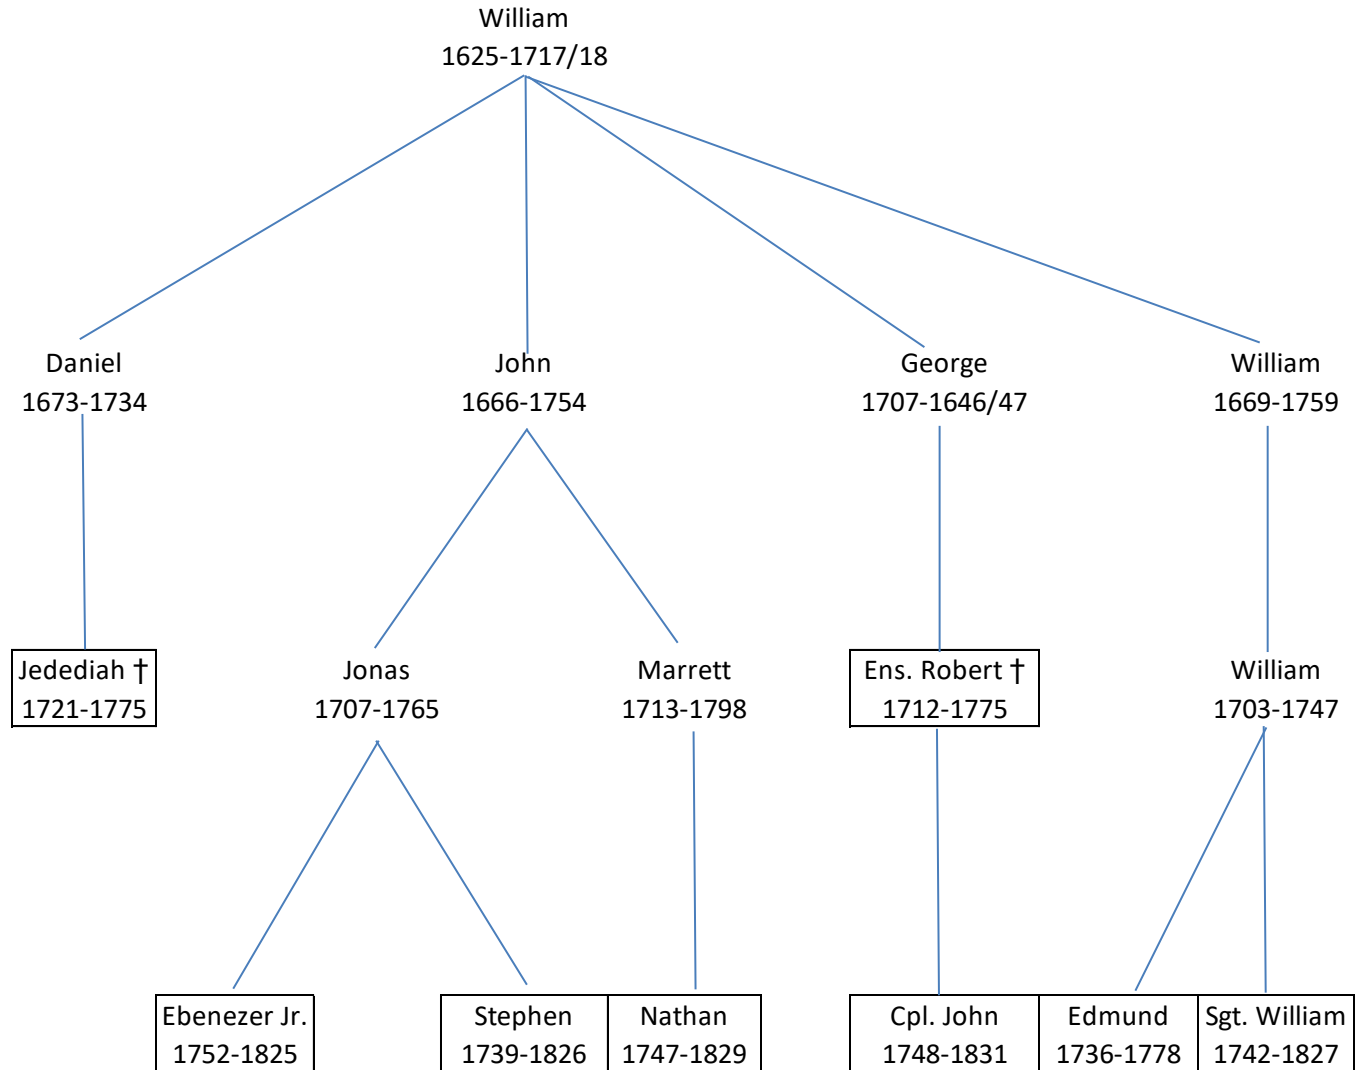 William
1625-1717/18
Daniel
1673-1734
John
1666-1754
George
1707-1646/47
William
1669-1759
Jedediah †
1721-1775
Jonas
1707-1765
Marrett
1713-1798
Ens. Robert †
1712-1775
William
1703-1747
Ebenezer Jr.
1752-1825
Stephen
1739-1826
Nathan
1747-1829
Cpl. John
1748-1831
Edmund
1736-1778
Sgt. William
1742-1827